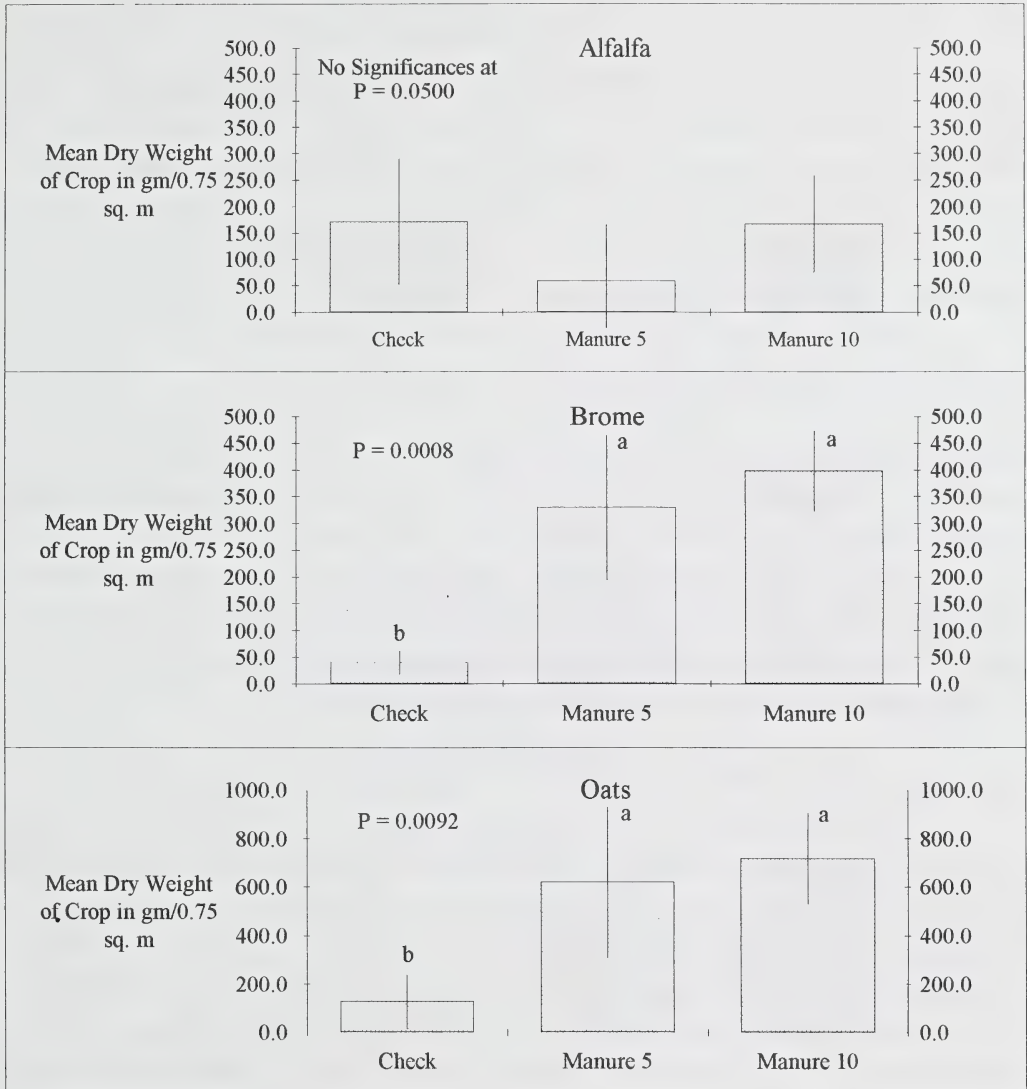 Alfalfa
No Significances at
P = 0.0500
Mean Dry Weight
of Crop in gm/0.75
sq. m
500.0 500.0
450.0 450.0
400.0 400.0
350.0 350.0
300.0 300.0
250.0 250.0
200.0 200.0
150.0 150.0
100.0 100.0
50.0 50.0
0.0 0.0
Check Manure 5 Manure 10
Brome
P = 0.0008
Mean Dry Weight
of Crop in gm/0.75
sq. m
500.0 500.0
450.0 450.0
400.0 400.0
350.0 350.0
300.0 300.0
250.0 250.0
200.0 200.0
150.0 150.0
100.0 100.0
50.0 50.0
0.0 0.0
b a a
Check Manure 5 Manure 10
Oats
P = 0.0092
Mean Dry Weight
of Crop in gm/0.75
sq. m
1000.0 1000.0
800.0 800.0
600.0 600.0
400.0 400.0
200.0 200.0
0.0 0.0
b a a
Check Manure 5 Manure 10